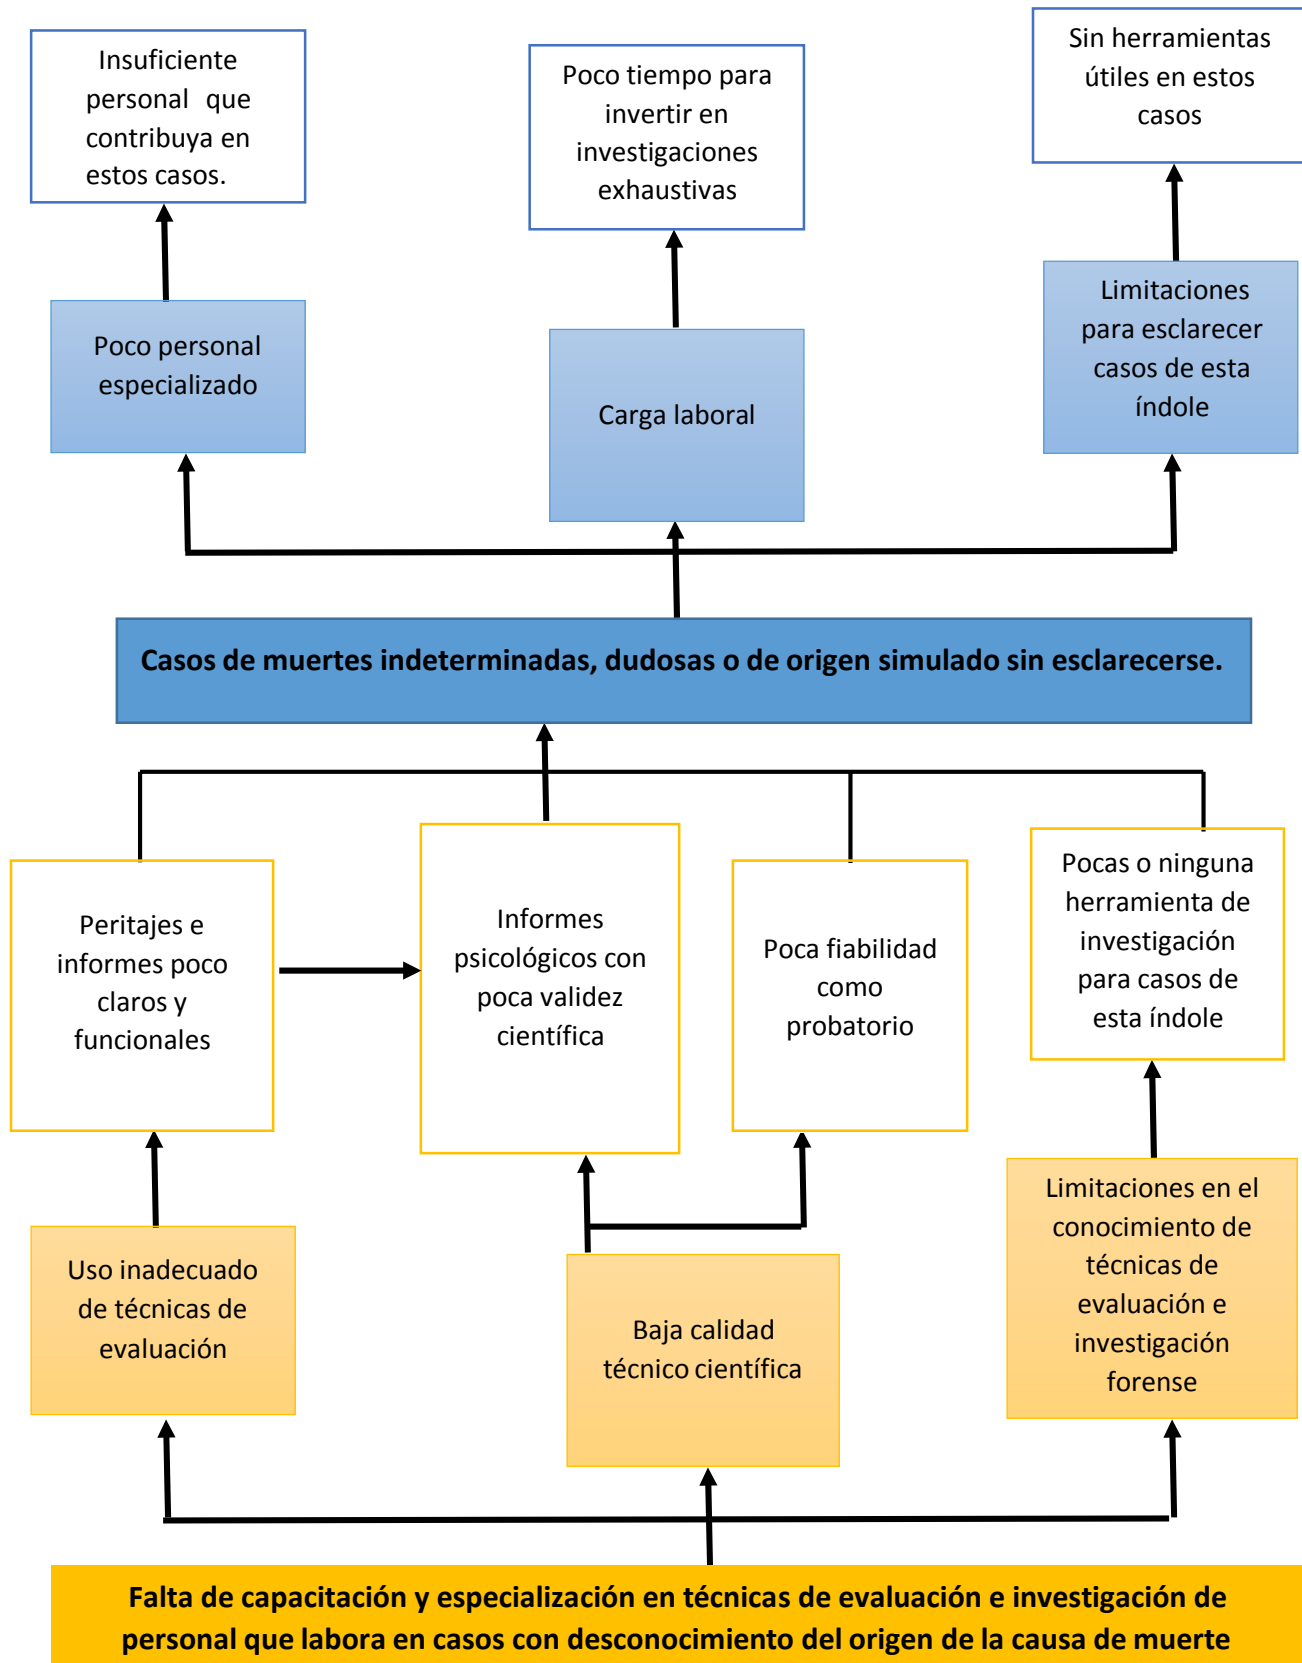 Insuficiente
personal que
contribuya en
estos casos.
Poco tiempo para
invertir en
investigaciones
exhaustivas
Sin herramientas
útiles en estos
casos
Poco personal
especializado
Carga laboral
Limitaciones
para esclarecer
casos de esta
índole
Casos de muertes indeterminadas, dudosas o de origen simulado sin esclarecerse.
Peritajes e
informes poco
claros y
funcionales
Informes
psicológicos con
poca validez
científica
Poca fiabilidad
como
probatorio
Pocas o ninguna
herramienta de
investigación
para casos de
esta índole
Uso inadecuado
de técnicas de
evaluación
Baja calidad
técnico científica
Limitaciones en el
conocimiento de
técnicas de
evaluación e
investigación
forense
Falta de capacitación y especialización en técnicas de evaluación e investigación de
personal que labora en casos con desconocimiento del origen de la causa de muerte